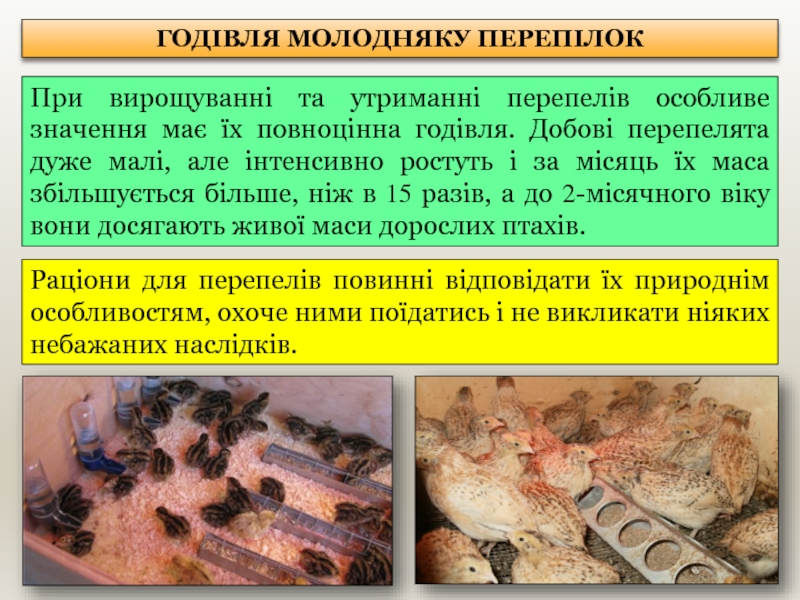 ГОДІВЛЯ МОЛОДНЯКУ ПЕРЕПІЛОК
При вирощуванні та утриманні перепелів особливе
значення має їх повноцінна годівля. Добові перепелята
дуже малі, але інтенсивно ростуть і за місяць їх маса
збільшується більше, ніж в 15 разів, а до 2-місячного віку
вони досягають живої маси дорослих птахів.
Раціони для перепелів повинні відповідати їх природнім
особливостям, охоче ними поїдатись і не викликати ніяких
небажаних наслідків.